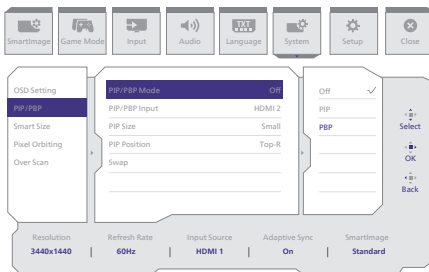 SmartImage
Game Mode
Input
Audio
TXT
Language
System
Setup
Close
OSD Setting
PIP/PBP
Smart Size
Pixel Orbiting
Over Scan
PIP/PBP Mode Off
PIP/PBP Input HDMI 2
PIP Size Small
PIP Position Top-R
Swap
Off
PIP
PBP
Select
OK
Back
Resolution Refresh Rate Input Source Adaptive Sync SmartImage
3440x1440 | 60Hz | HDMI 1 | On | Standard